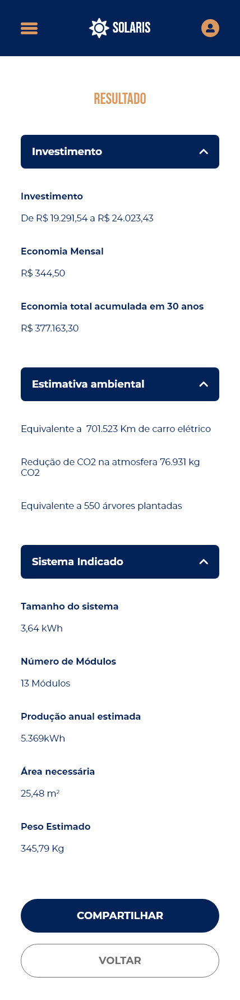 SOLARIS
RESULTADO
Investimento
Investimento
De R$ 19.291,54 a R$ 24.023,43
Economia Mensal
R$ 344,50
Economia total acumulada em 30 anos
R$ 377.163,30
Estimativa ambiental
Equivalente a  701.523 Km de carro elétrico
Redução de CO2 na atmosfera 76.931 kg
CO2
Equivalente a 550 árvores plantadas
Sistema Indicado
Tamanho do sistema
3,64 kWh
Número de Módulos
13 Módulos
Produção anual estimada
5.369kWh
Área necessária
25,48 m²
Peso Estimado
345,79 Kg
COMPARTILHAR
VOLTAR